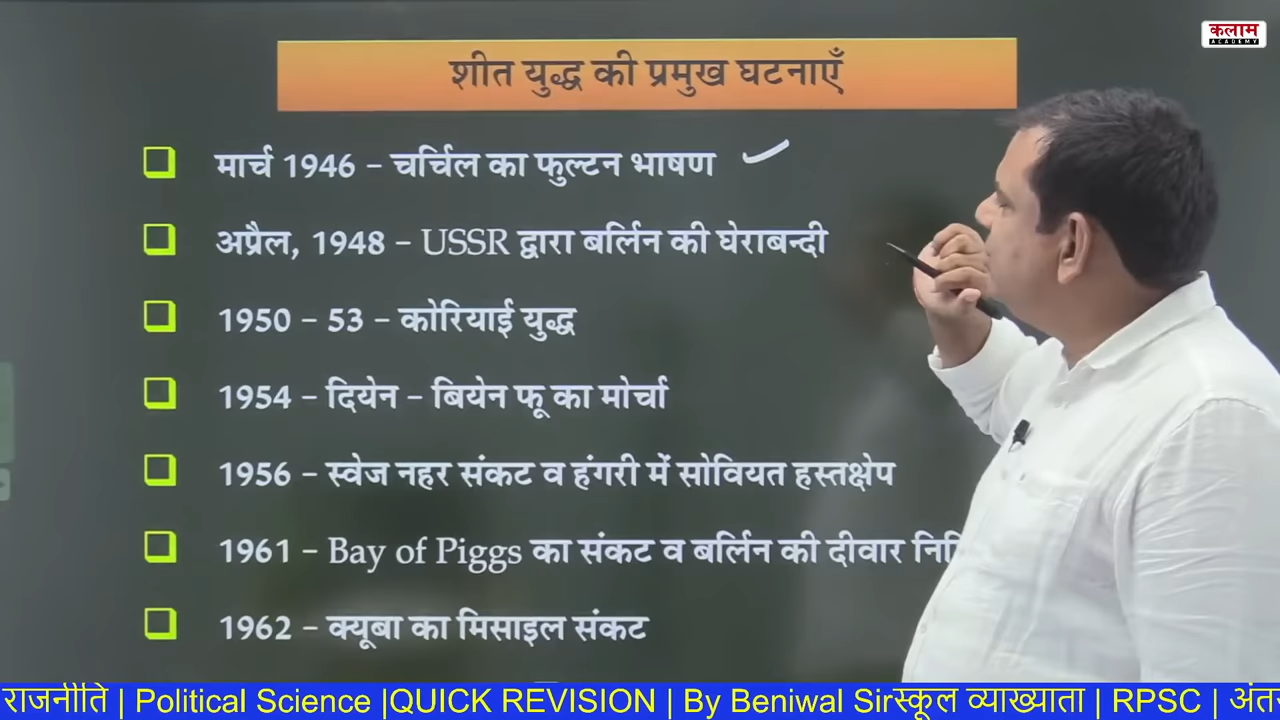 कलाम
ACADEMY
शीत युद्ध की प्रमुख घटनाएँ
❑ मार्च 1946 – चर्चिल का फुल्टन भाषण
❑ अप्रैल, 1948 – USSR द्वारा बर्लिन की घेराबन्दी
❑ 1950 – 53 – कोरियाई युद्ध
❑ 1954 – दियेन – बियेन फू का मोर्चा
❑ 1956 – स्वेज नहर संकट व हंगरी में सोवियत हस्तक्षेप
❑ 1961 – Bay of Piggs का संकट व बर्लिन की दीवार
❑ 1962 – क्यूबा का मिसाइल संकट
राजनीति | Political Science |QUICK REVISION | By Beniwal Sirस्कूल व्याख्याता | RPSC |